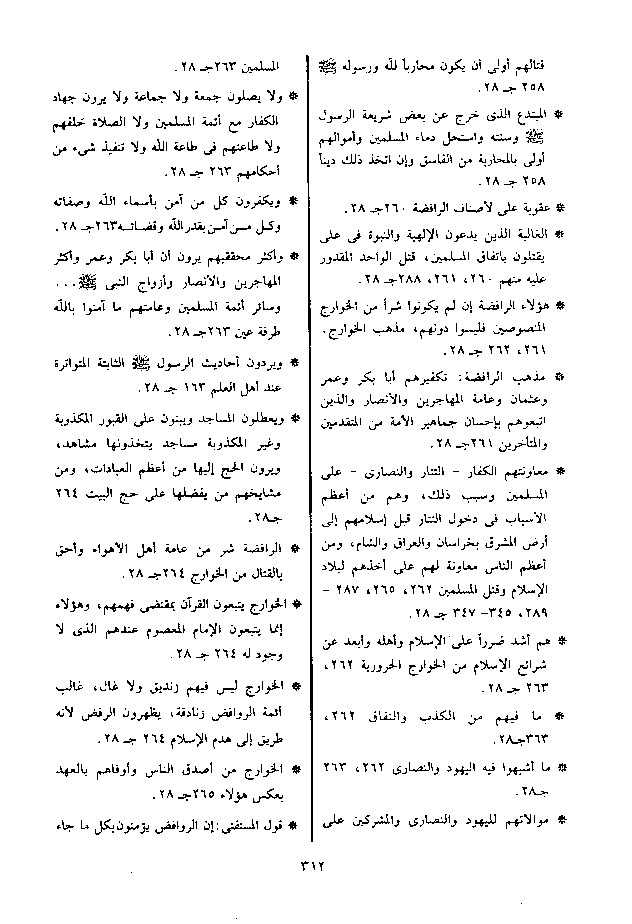 قتالهم أولى أن يكون محارباً لله ورسوله ﷺ
٢٥٨ جـ ٢٨.
* المبتدع الذى خرج عن بعض شريعة الرسول
ﷺ وسنته واستحل دماء المسلمين وأموالهم
أولى بالمحاربة من الفاسق وإن اتخذ ذلك ديناً
٢٥٨ جـ ٢٨.
* عقوبة على لأصناف الرافضة ٢٦٠جـ ٢٨.
* الغالية الذين يدعون الإلهية والنبوة فى على
يقتلون باتفاق المسلمين، قتل الواحد المقدور
عليه منهم ٢٦٠، ٢٦١، ٢٨٨جـ ٢٨.
* هؤلاء الرافضة إن لم يكونوا شراً من الخوارج
المنصوصين فليسوا دونهم، مذهب الخوارج.
٢٦١، ٢٦٢ جـ ٢٨.
* مذهب الرافضة: تكفيرهم أبا بكر وعمر
وعثمان وعامة المهاجرين والأنصار والذين
اتبعوهم بإحسان جماهير الأمة من المتقدمين
والمتأخرين ٢٦١جـ ٢٨.
* معاونتهم الكفار - التتار والنصارى - على
المسلمين وسبب ذلك، وهم من أعظم
الأسباب فى دخول التتار قبل إسلامهم إلى
أرض المشرق بخراسان والعراق والشام، ومن
أعظم الناس معاونة لهم على أخذهم لبلاد
الإسلام وقتل المسلمين ٢٦٢، ٢٦٥، ٢٨٧ -
٢٨٩، ٣٤٥- ٣٤٧ جـ ٢٨.
* هم أشد ضرراً على الإسلام وأهله وأبعد عن
شرائع الإسلام من الخوارج الحرورية ٢٦٢،
٢٦٣ جـ ٢٨.
* ما فيهم من الكذب والنفاق ٢٦٢،
٣٦٣جـ٢٨.
* ما أشبهوا فيه اليهود والنصارى ٢٦٢، ٢٦٣
جـ٢٨.
* موالاتهم لليهود والنصارى والمشركين على
المسلمين ٢٦٣جـ ٢٨.
* ولا يصلون جمعة ولا جماعة ولا يرون جهاد
الكفار مع أئمة المسلمين ولا الصلاة خلفهم
ولا طاعتهم فى طاعة الله ولا تنفيذ شىء من
أحكامهم ٢٦٣ جـ ٢٨.
* ويكفرون كل من آمن بأسماء الله وصفاته
وكل مـــن آمــن بقدر الله وقضائــه٢٦٣جـ ٢٨.
* وأكثر محققيهم يرون أن أبا بكر وعمر وأكثر
المهاجرين والأنصار وأزواج النبى ﷺ...
وسائر أئمة المسلمين وعامتهم ما آمنوا بالله
طرفة عين ٢٦٣جـ ٢٨.
* ويردون أحاديث الرسول ﷺ الثابتة المتواترة
عند أهل العلم ١٦٣ جـ ٢٨.
* ويعطلون المساجد ويبنون على القبور المكذوبة
وغير المكذوبة مساجد يتخذونها مشاهد،
ويرون الحج إليها من أعظم العبادات، ومن
مشايخهم من يفضلها على حج البيت ٢٦٤
جـ٢٨.
* الرافضة شر من عامة أهل الأهواء وأحق
بالقتال من الخوارج ٢٦٤جـ ٢٨.
* الخوارج يتبعون القرآن بمقتضى فهمهم، وهؤلاء
إنما يتبعون الإمام المعصوم عندهم الذى لا
وجود له ٢٦٤ جـ ٢٨.
* الخوارج ليس فيهم زنديق ولا غال، غالب
أئمة الروافض زنادقة، يظهرون الرفض لأنه
طريق إلى هدم الإسلام ٢٦٤ جـ ٢٨.
* الخوارج من أصدق الناس وأوفاهم بالعهد
بعكس هؤلاء ٢٦٥جـ ٢٨.
* قول المستفتى: إن الروافض يؤمنون بكل ما جاء
٣١٢